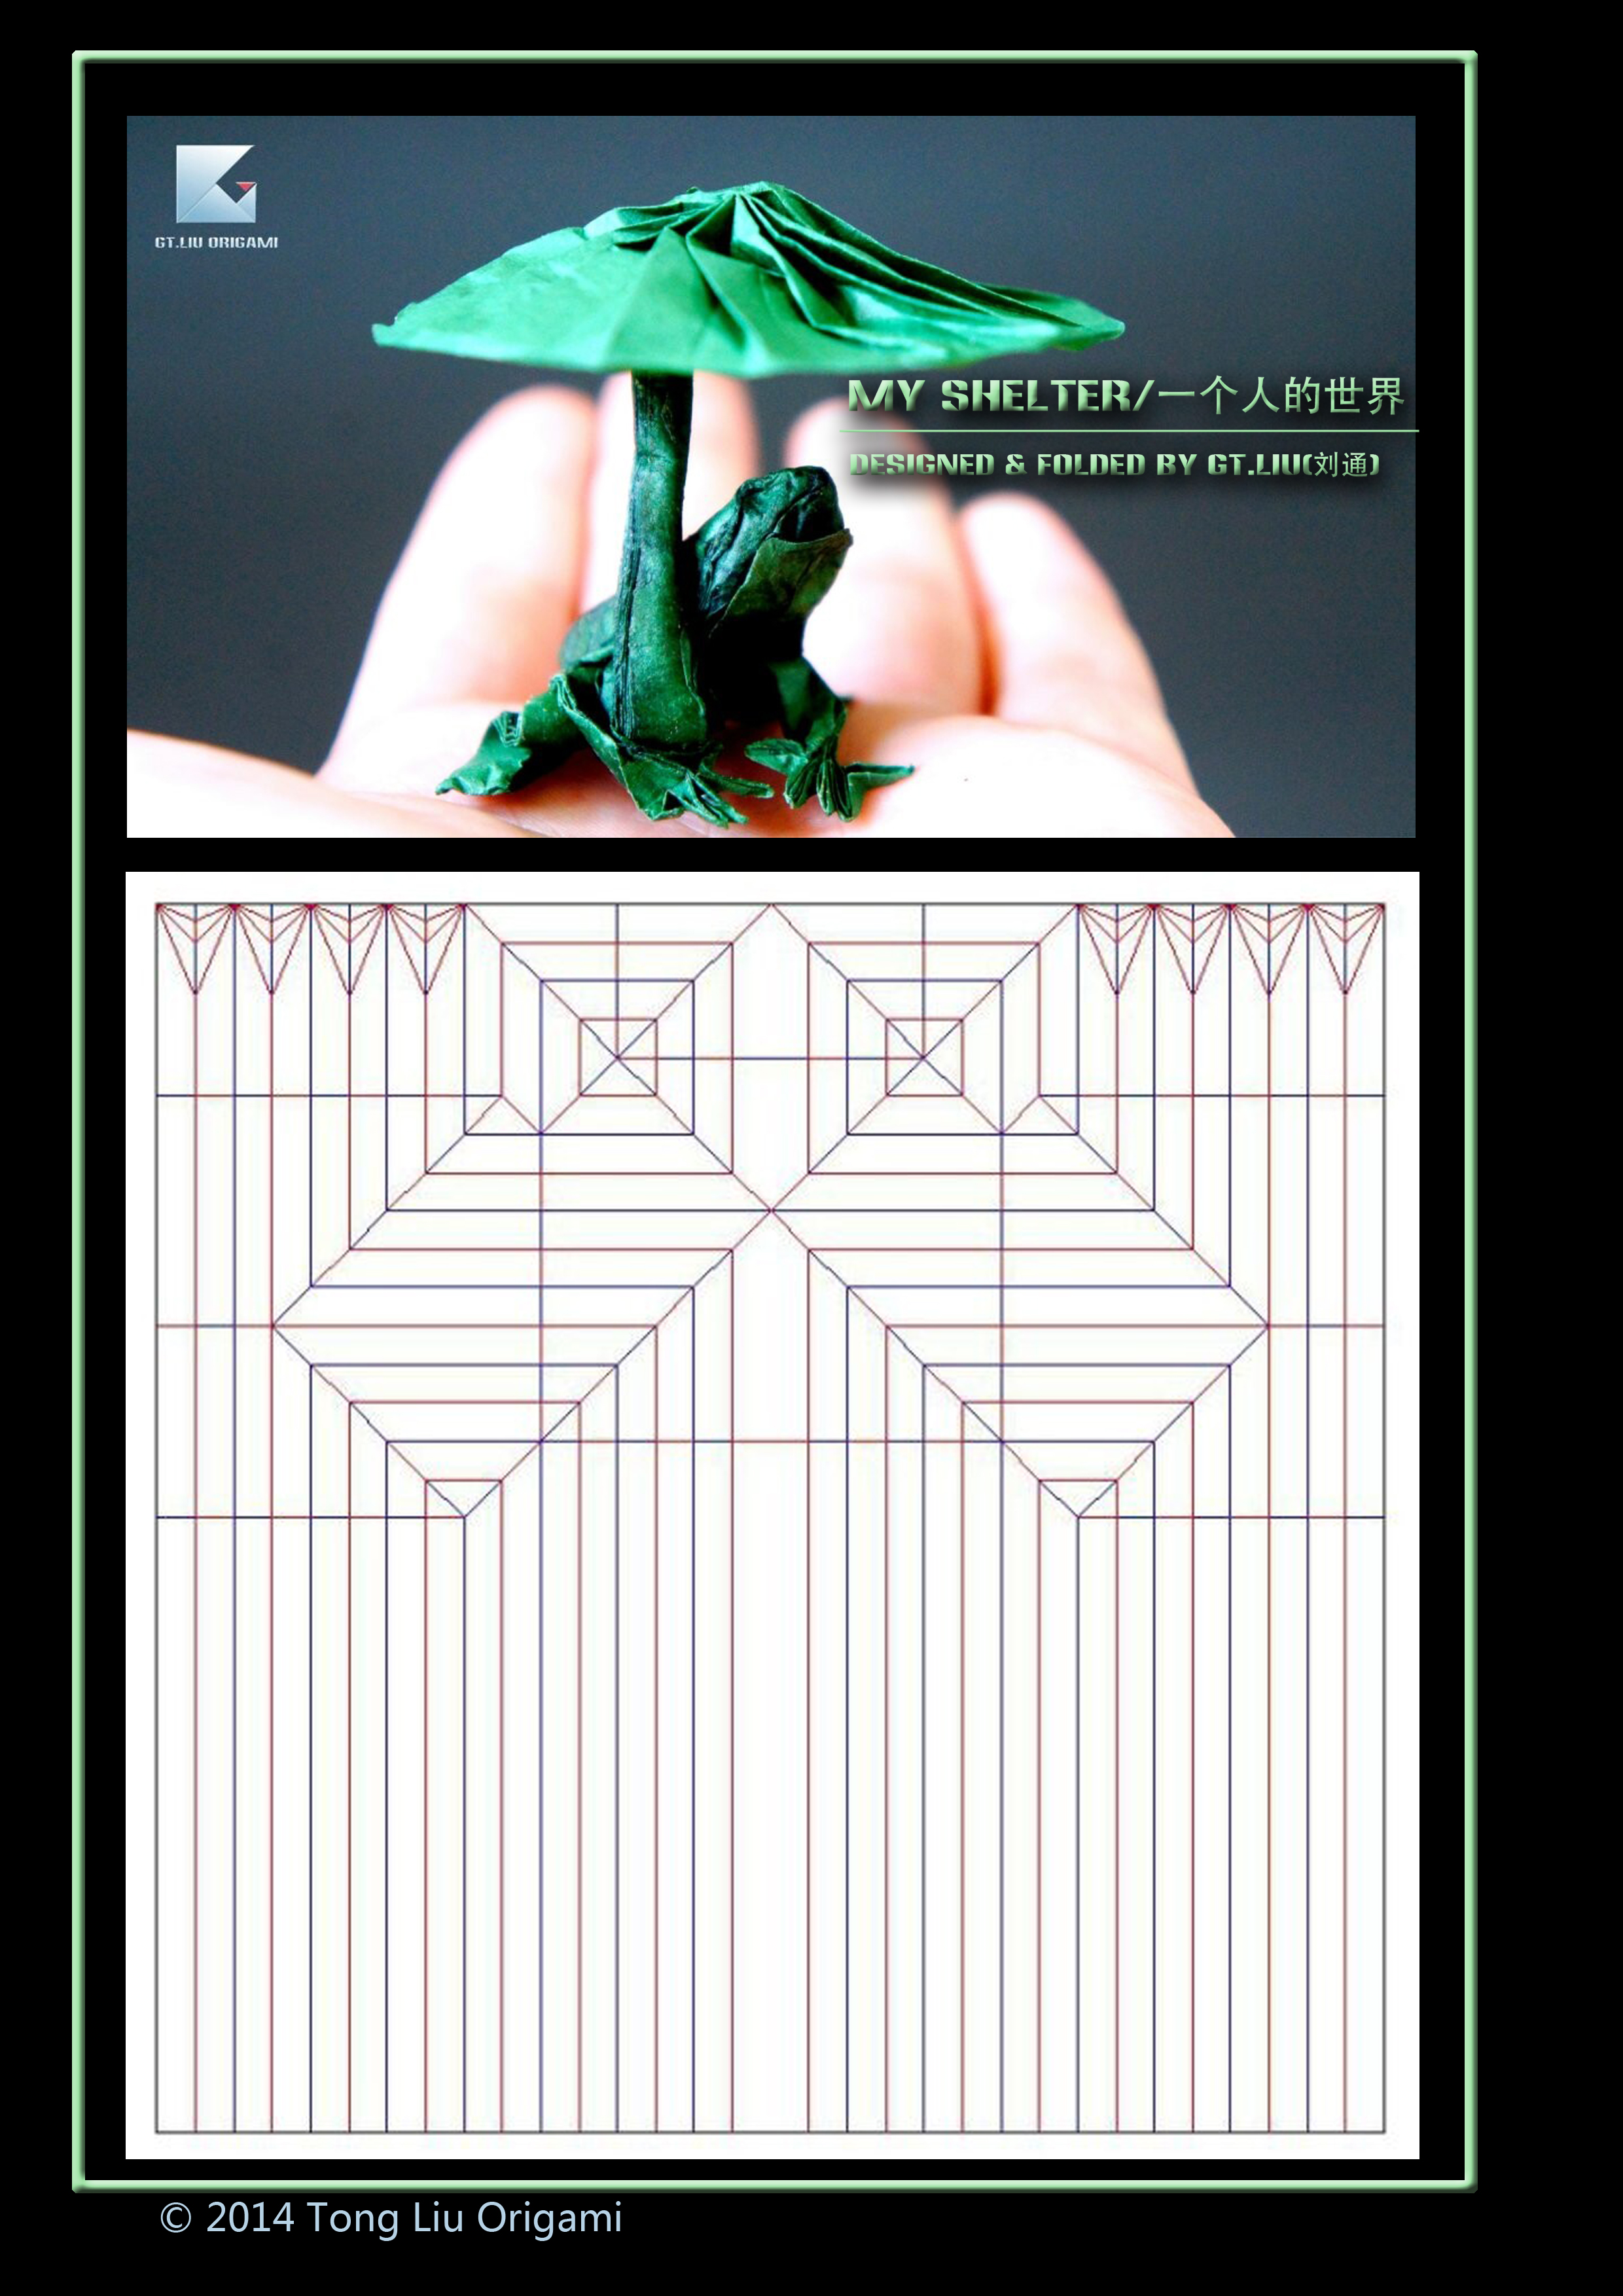 GT.LIU ORIGAMI
MY SHELTER/一个人的世界
DESIGNED & FOLDED BY GT.LIU(刘通)
© 2014 Tong Liu Origami